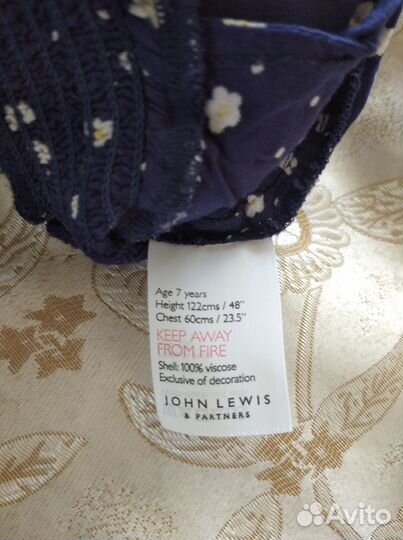 Age 7 years
Height 122cms / 48"
Chest 60cms / 23.5"
KEEP AWAY
FROM FIRE
Shell: 100% viscose
Exclusive of decoration
JOHN LEWIS
& PARTNERS
Avito